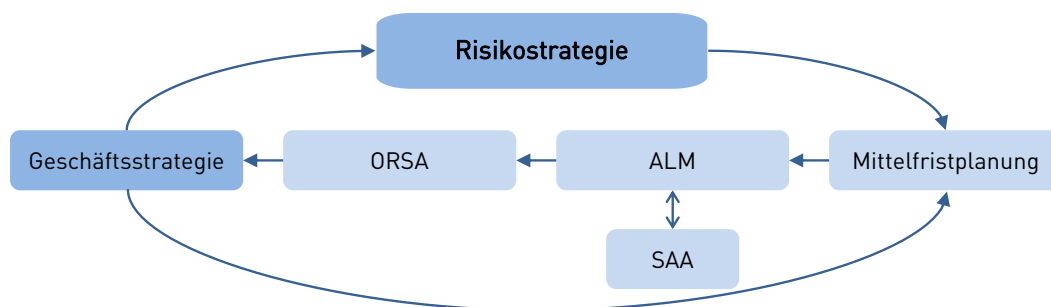 Risikostrategie
Geschäftsstrategie
ORSA
ALM
Mittelfristplanung
SAA